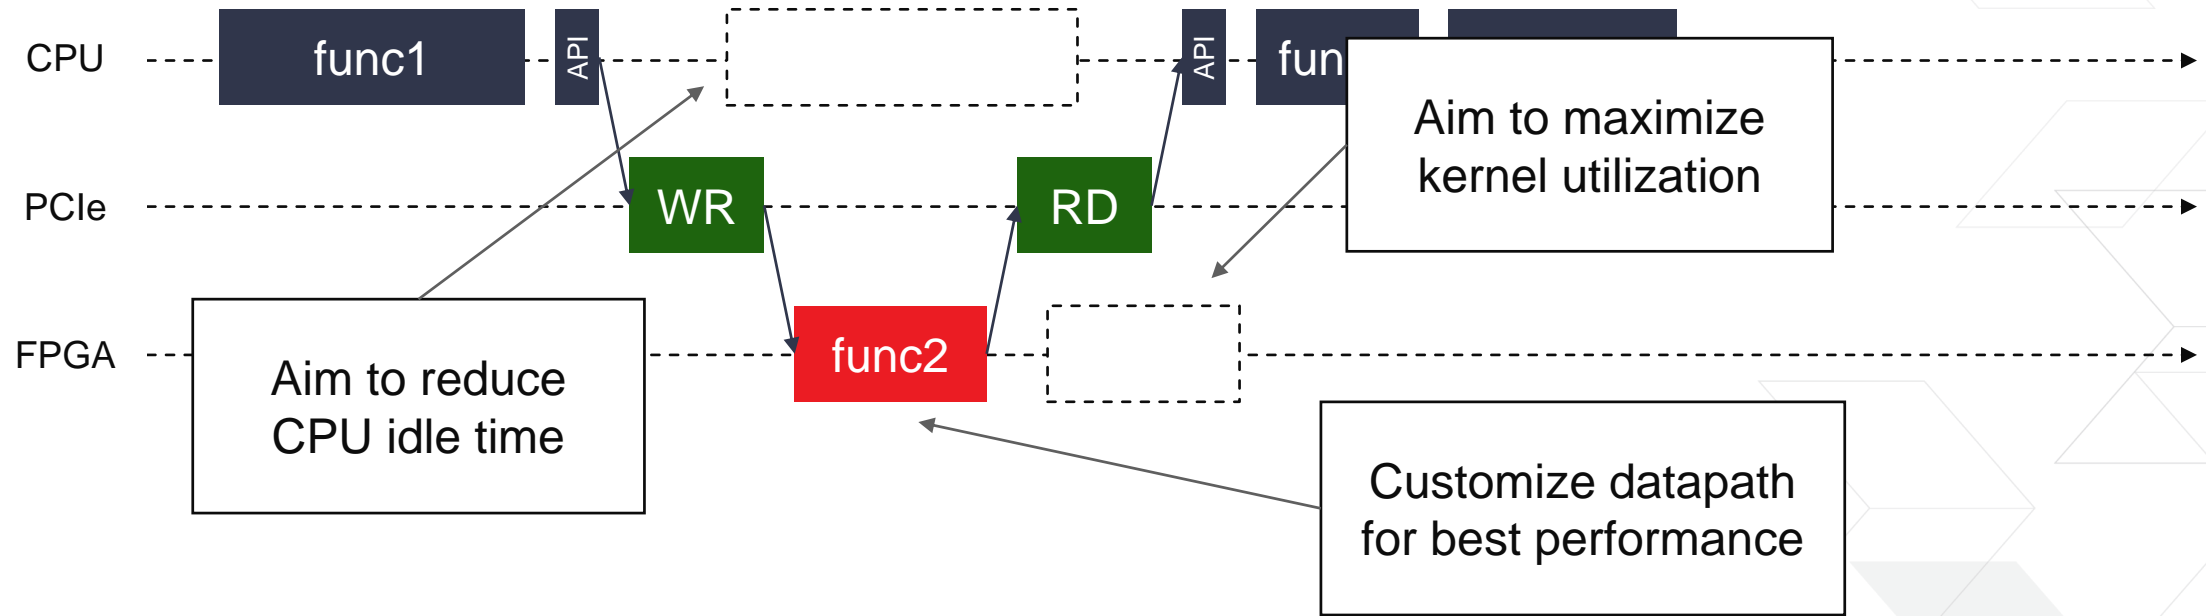 CPU
func1
API
API
fun
Aim to maximize
kernel utilization
PCIe
WR
RD
FPGA
func2
Aim to reduce
CPU idle time
Customize datapath
for best performance